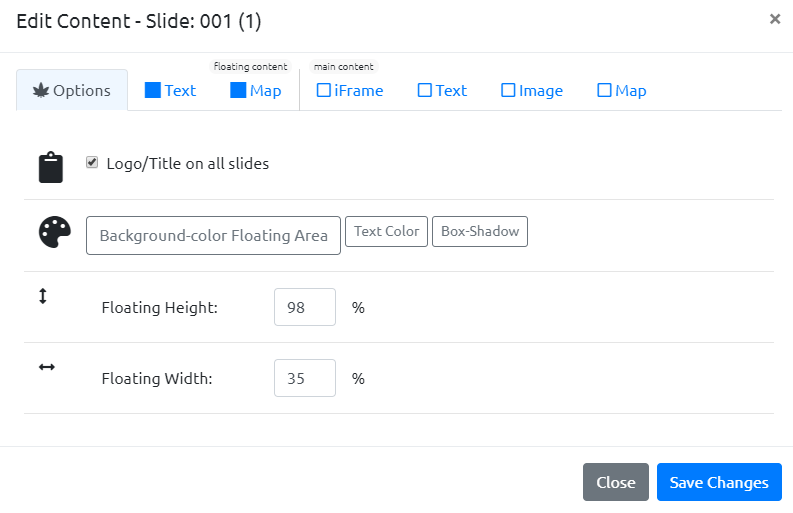 Edit Content - Slide: 001 (1)
×
floating content main content
Options Text Map iFrame Text Image Map
Logo/Title on all slides
Background-color Floating Area Text Color Box-Shadow
Floating Height: 98 %
Floating Width: 35 %
Close Save Changes